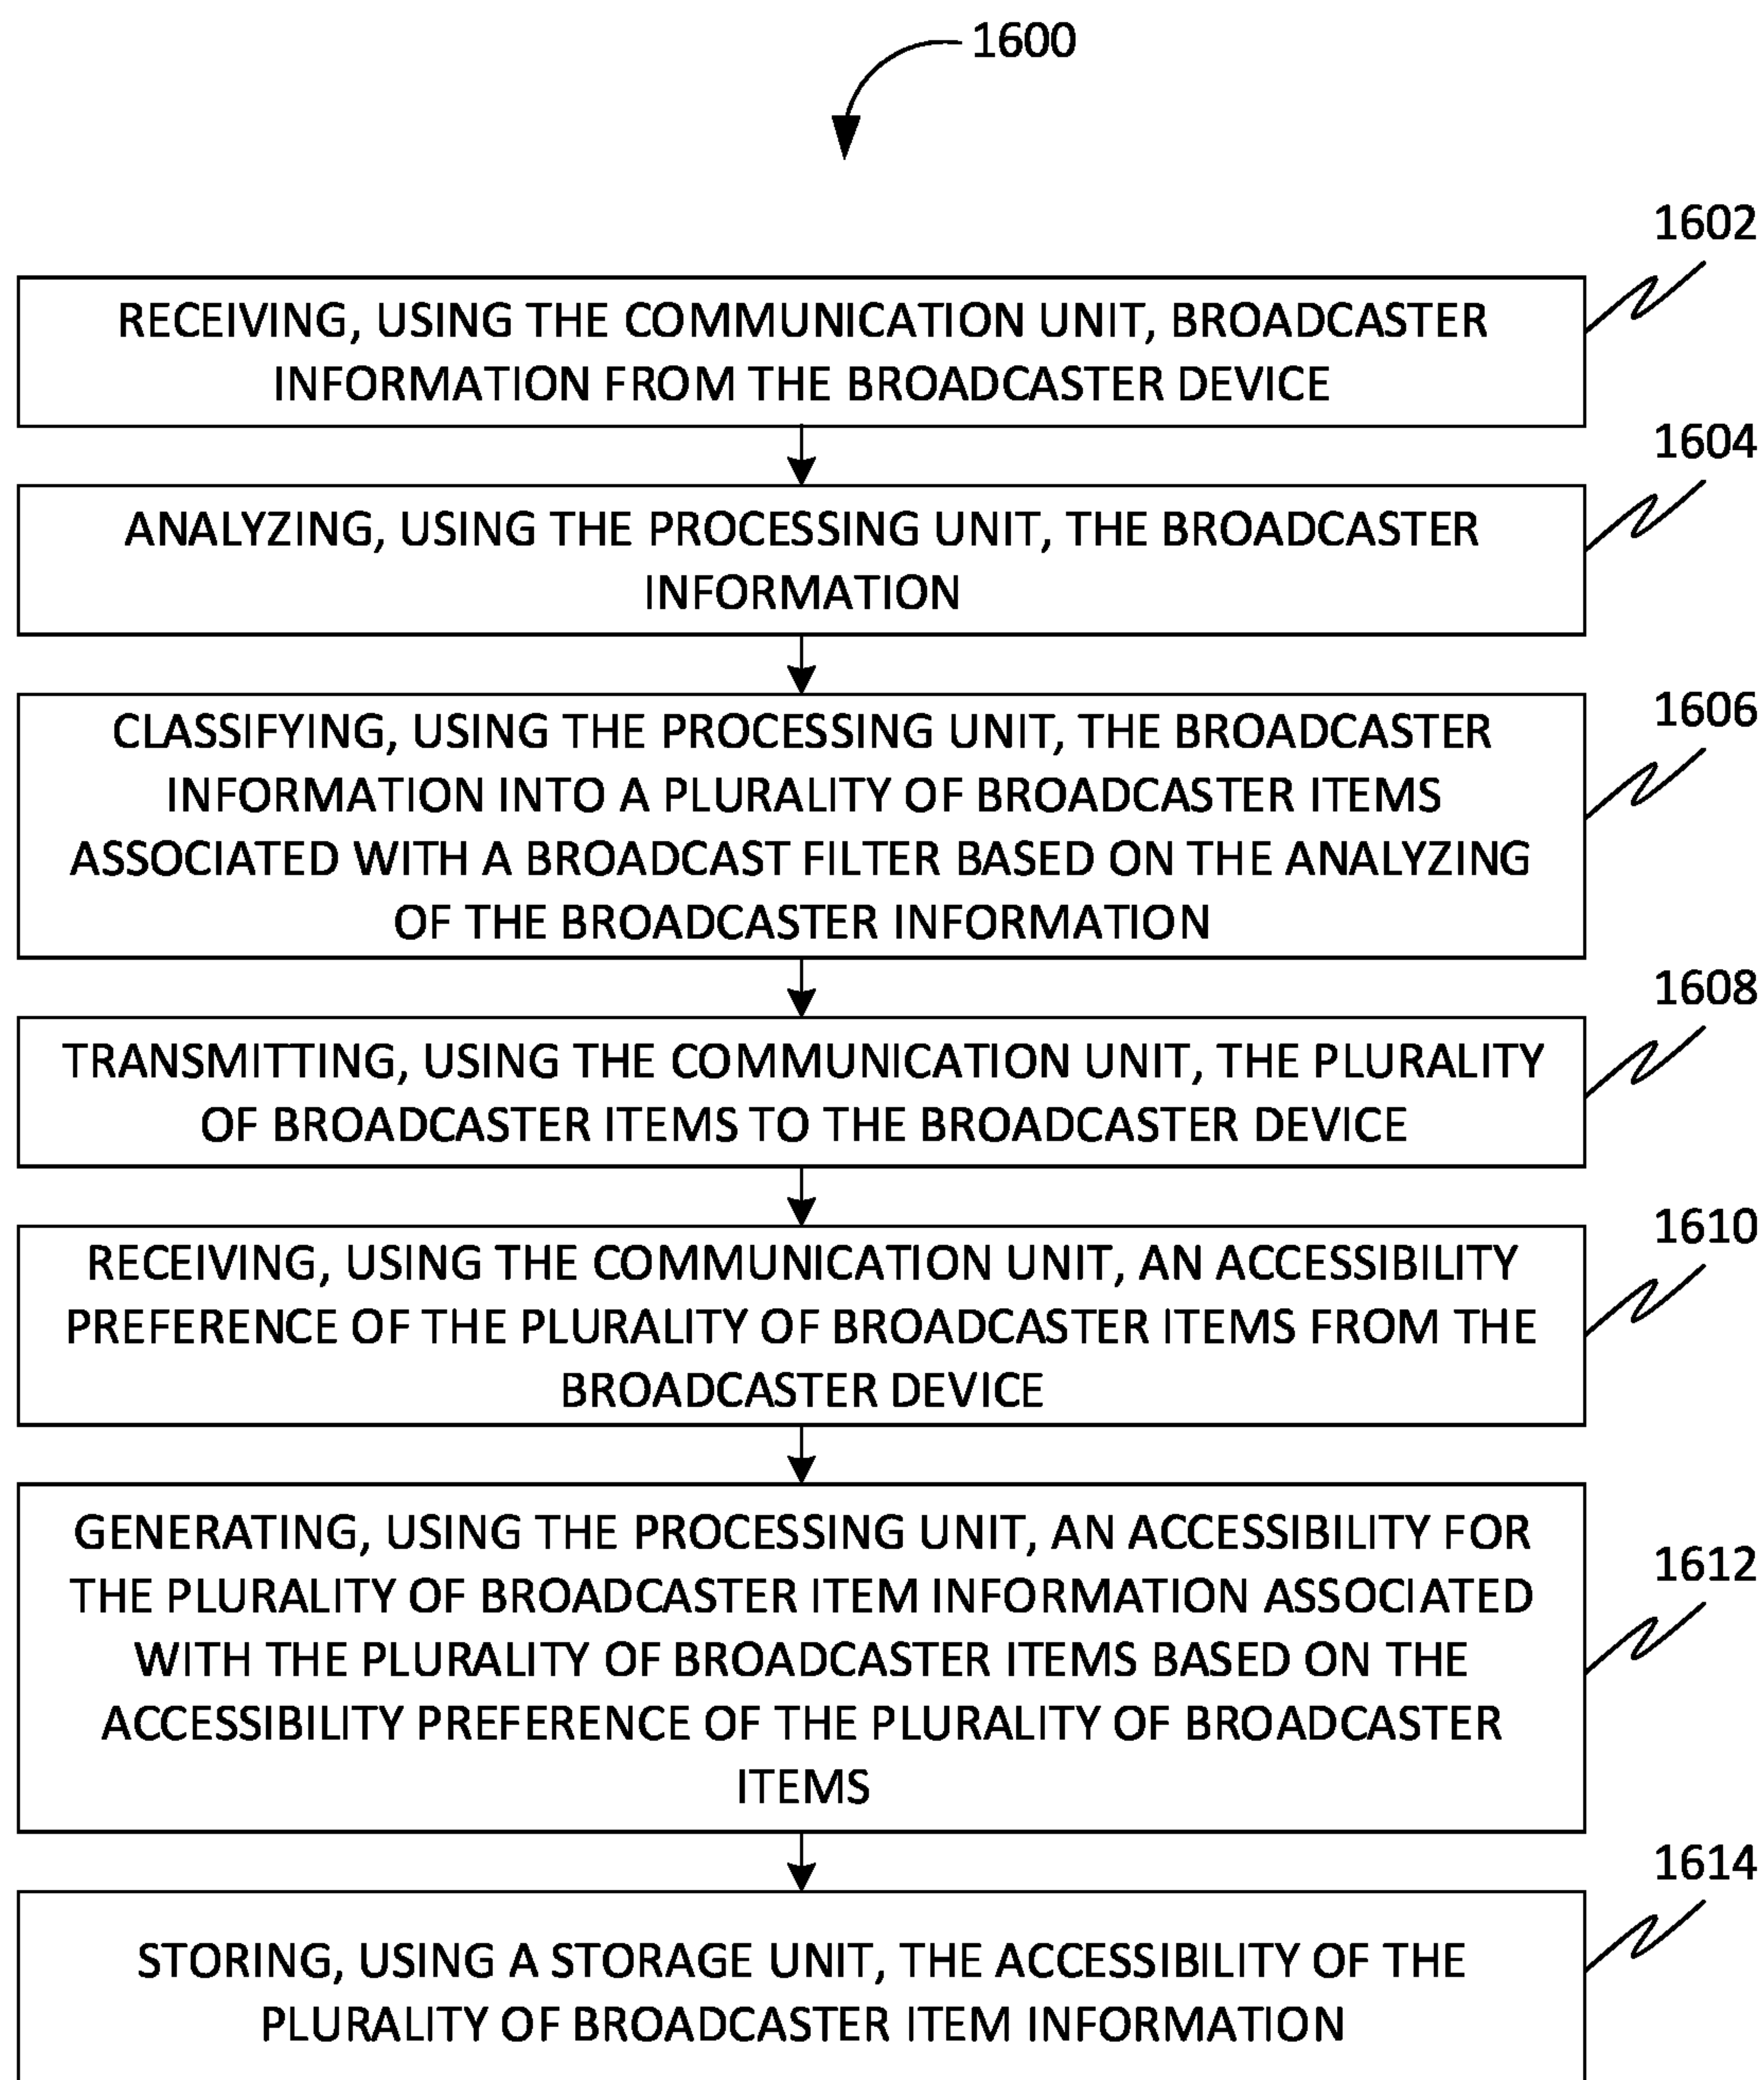 1600
1602
RECEIVING, USING THE COMMUNICATION UNIT, BROADCASTER
INFORMATION FROM THE BROADCASTER DEVICE
1604
ANALYZING, USING THE PROCESSING UNIT, THE BROADCASTER
INFORMATION
1606
CLASSIFYING, USING THE PROCESSING UNIT, THE BROADCASTER
INFORMATION INTO A PLURALITY OF BROADCASTER ITEMS
ASSOCIATED WITH A BROADCAST FILTER BASED ON THE ANALYZING
OF THE BROADCASTER INFORMATION
1608
TRANSMITTING, USING THE COMMUNICATION UNIT, THE PLURALITY
OF BROADCASTER ITEMS TO THE BROADCASTER DEVICE
1610
RECEIVING, USING THE COMMUNICATION UNIT, AN ACCESSIBILITY
PREFERENCE OF THE PLURALITY OF BROADCASTER ITEMS FROM THE
BROADCASTER DEVICE
1612
GENERATING, USING THE PROCESSING UNIT, AN ACCESSIBILITY FOR
THE PLURALITY OF BROADCASTER ITEM INFORMATION ASSOCIATED
WITH THE PLURALITY OF BROADCASTER ITEMS BASED ON THE
ACCESSIBILITY PREFERENCE OF THE PLURALITY OF BROADCASTER
ITEMS
1614
STORING, USING A STORAGE UNIT, THE ACCESSIBILITY OF THE
PLURALITY OF BROADCASTER ITEM INFORMATION